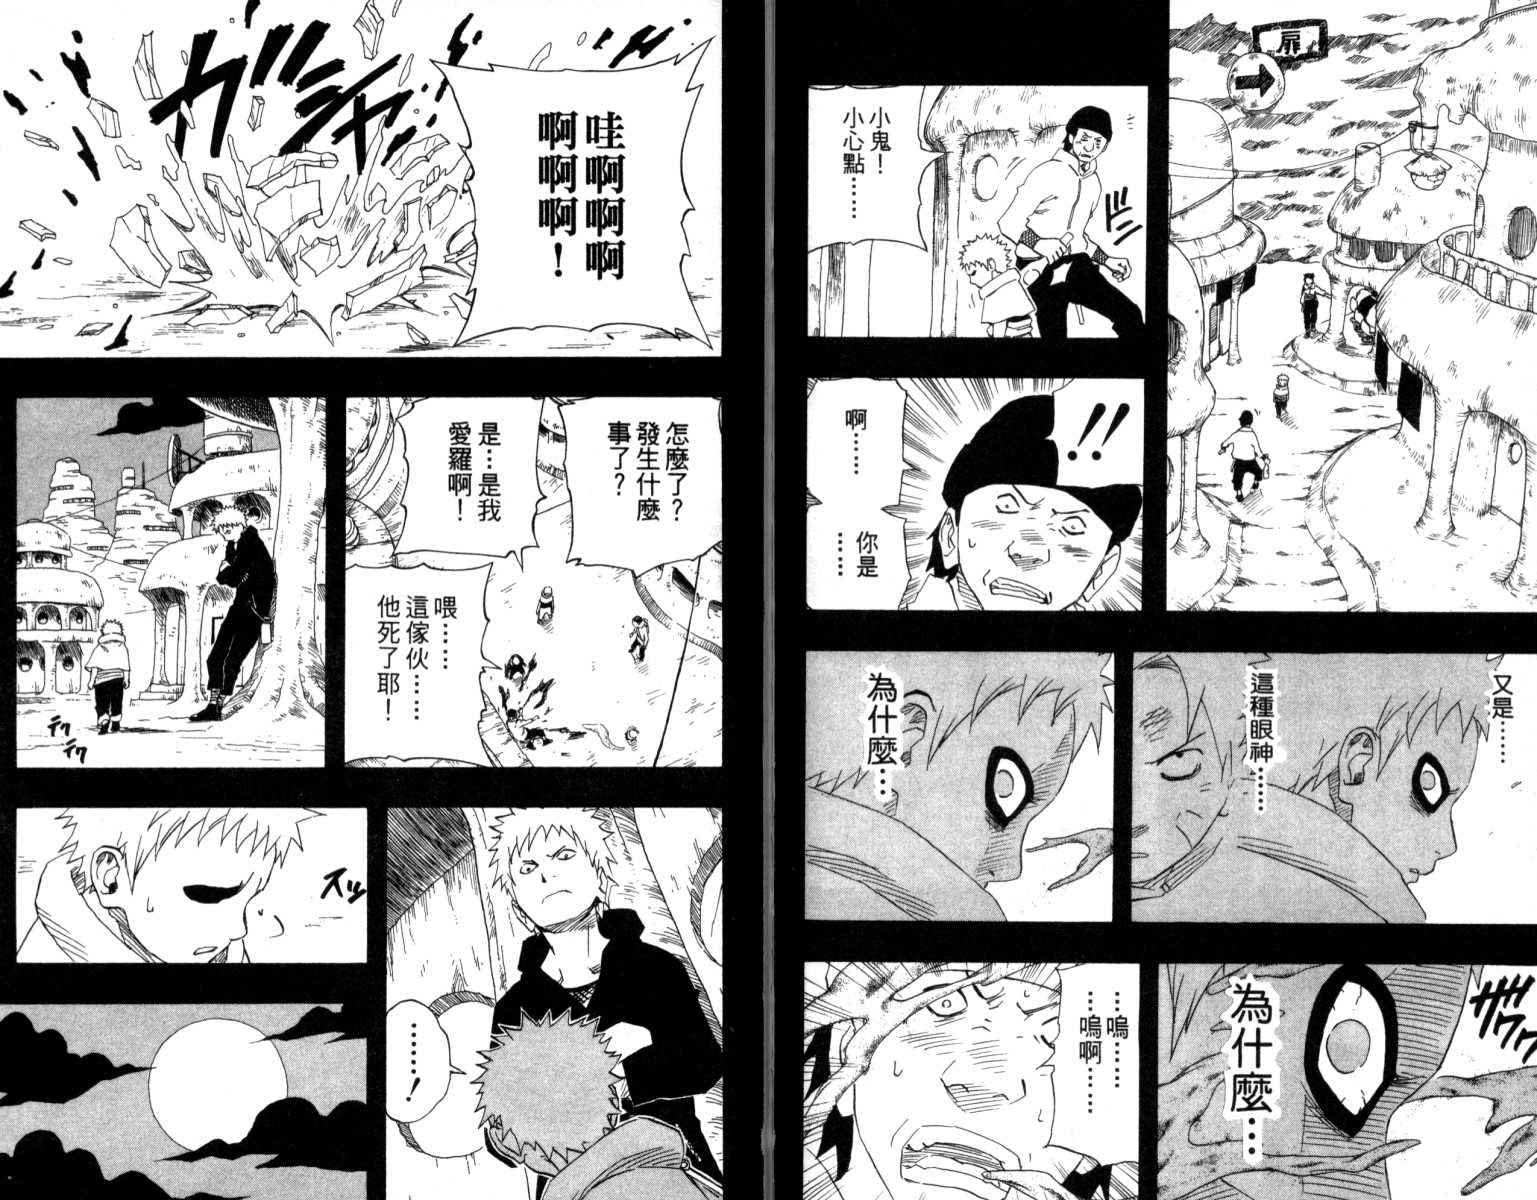 扉
小鬼！
小心點……
ドン
!!
啊……
你是
……
又是……
這種眼神……
為什麼…
ザワザワ
為什麼…
…嗚…
…嗚啊…
ガシャ
哇啊啊啊
啊啊啊！
怎麼了？
發生什麼
事了？
是…是我
愛羅啊！
喂……
這傢伙……
他死了耶！
テク
テク
……！
スッ